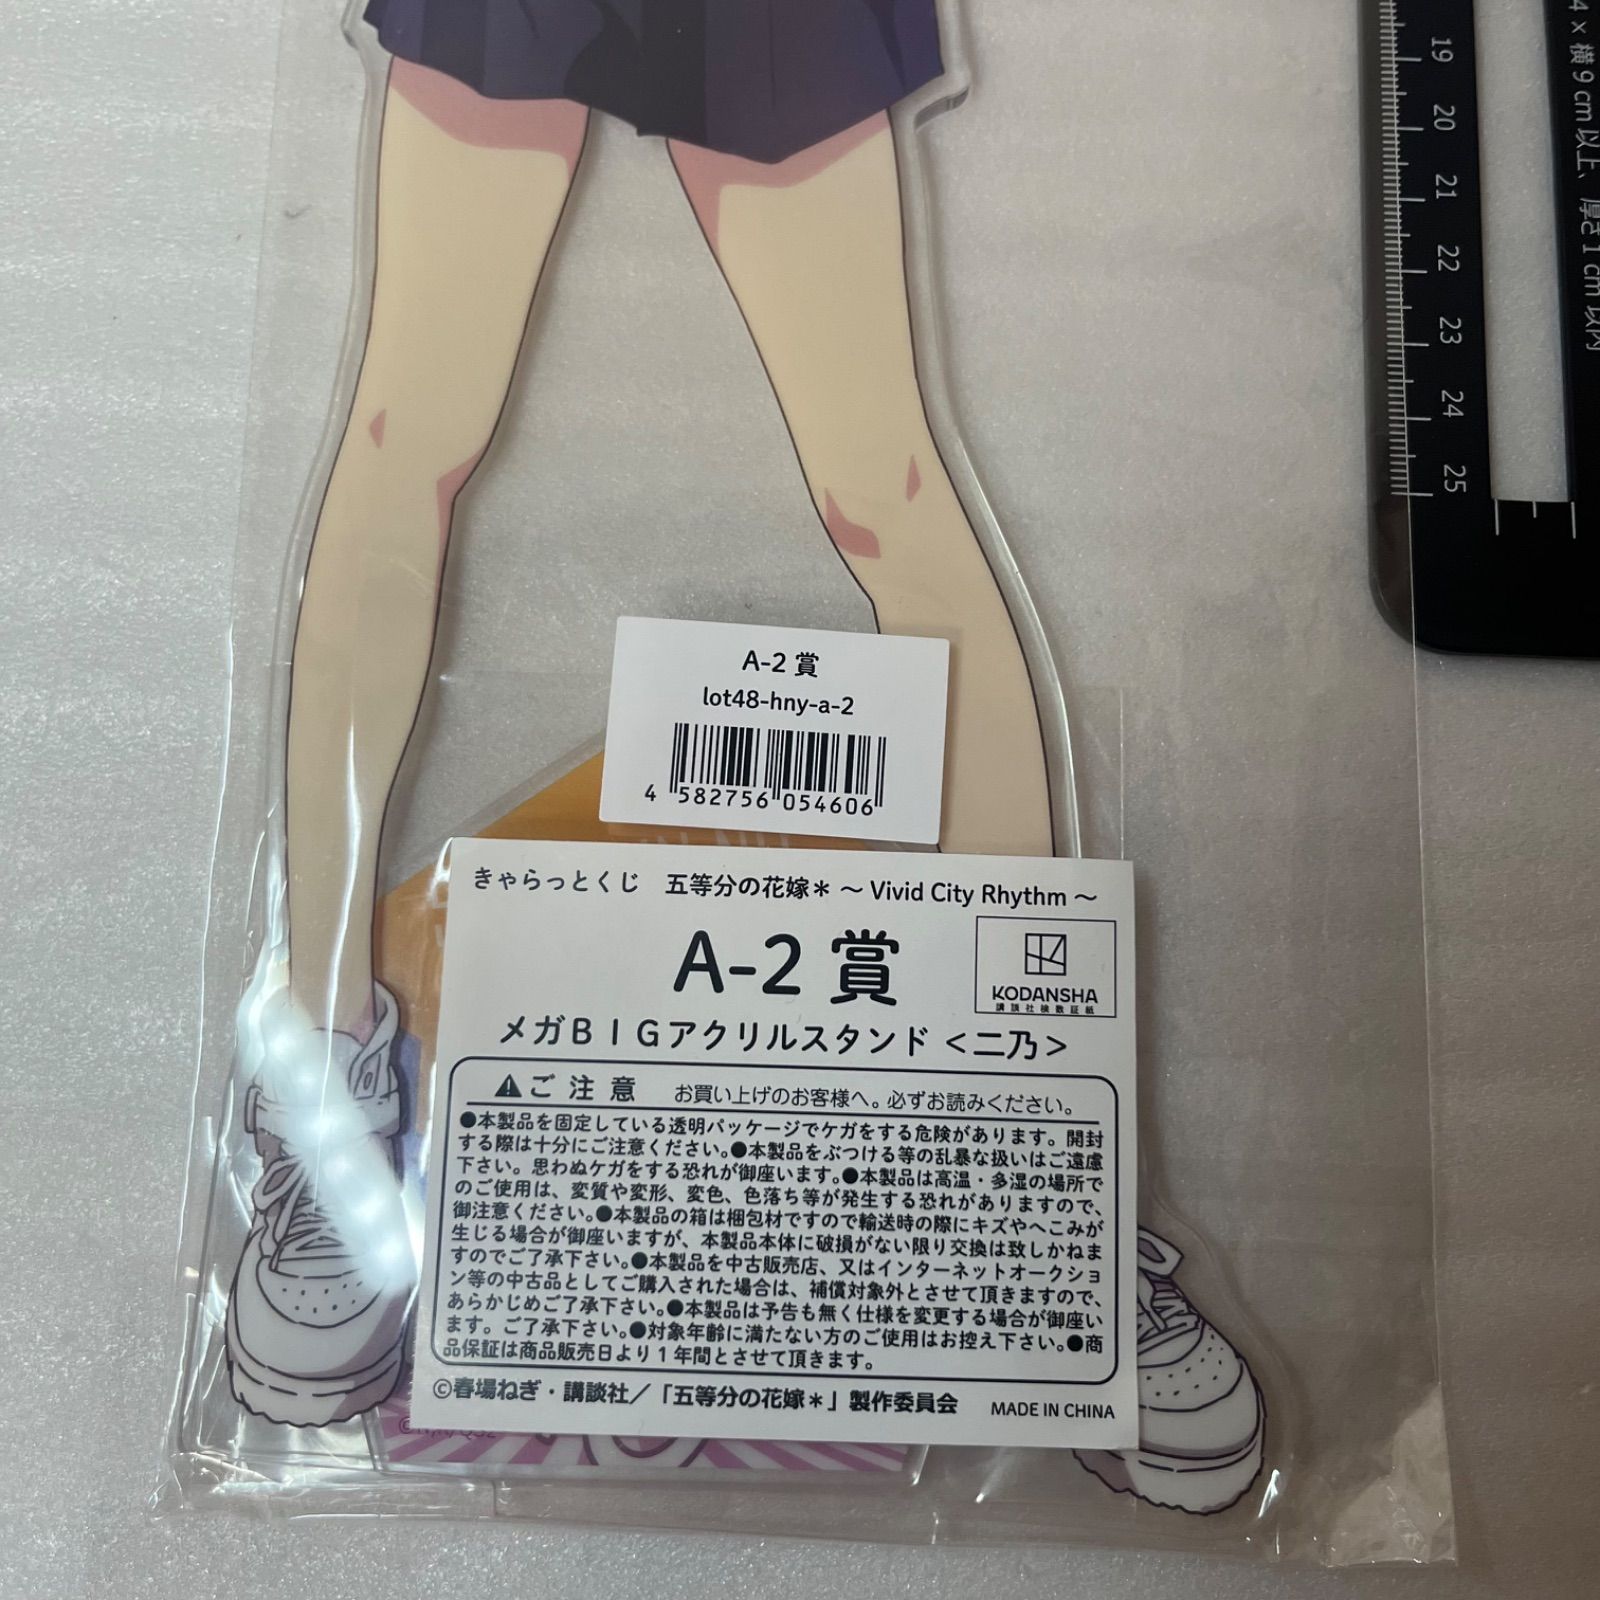 19
20
21
22
23
24
25
4 x 横 9 cm 以上、厚さ 1 cm 以内
A-2 賞
lot48-hny-a-2
4 582756 054606
きゃらっとくじ 五等分の花嫁＊ ～ Vivid City Rhythm ～
A-2 賞
KODANSHA
講談社検数証紙
メガＢＩＧアクリルスタンド＜二乃＞
ご注意 お買い上げのお客様へ。必ずお読みください。
●本製品を固定している透明パッケージでケガをする危険があります。開封
する際は十分にご注意ください。●本製品をぶつける等の乱暴な扱いはご遠慮
下さい。思わぬケガをする恐れが御座います。●本製品は高温・多湿の場所で
のご使用は、変質や変形、変色、色落ち等が発生する恐れがありますので、
御注意ください。●本製品の箱は梱包材ですので輸送時の際にキズやへこみが
生じる場合が御座いますが、本製品本体に破損がない限り交換は致しかねま
すのでご了承下さい。●本製品を中古販売店、又はインターネットオークショ
ン等の中古品としてご購入された場合は、補償対象外とさせて頂きますので、
あらかじめご了承下さい。●本製品は予告も無く仕様を変更する場合が御座い
ます。ご了承下さい。●対象年齢に満たない方のご使用はお控え下さい。●商
品保証は商品販売日より１年間とさせて頂きます。
©春場ねぎ・講談社／「五等分の花嫁＊」製作委員会 MADE IN CHINA